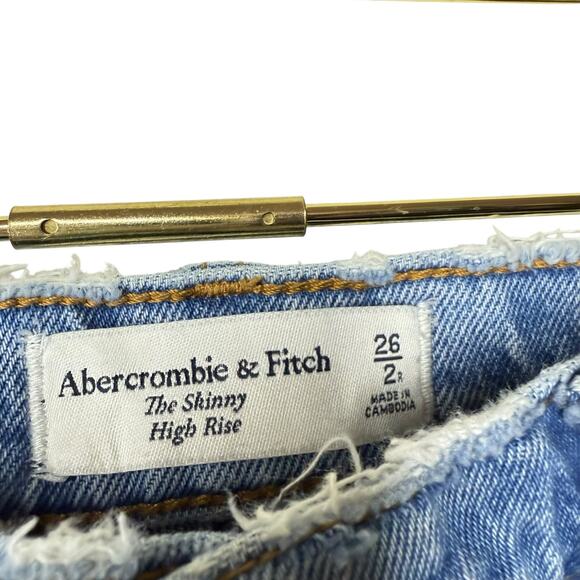 Abercrombie & Fitch
The Skinny
High Rise
26
2R
MADE IN
CAMBODIA